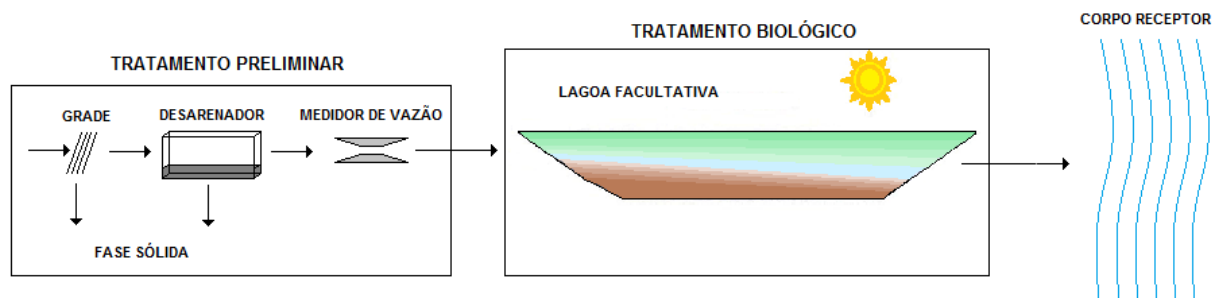 TRATAMENTO PRELIMINAR
GRADE
DESARENADOR
MEDIDOR DE VAZÃO
FASE SÓLIDA
TRATAMENTO BIOLÓGICO
LAGOA FACULTATIVA
CORPO RECEPTOR